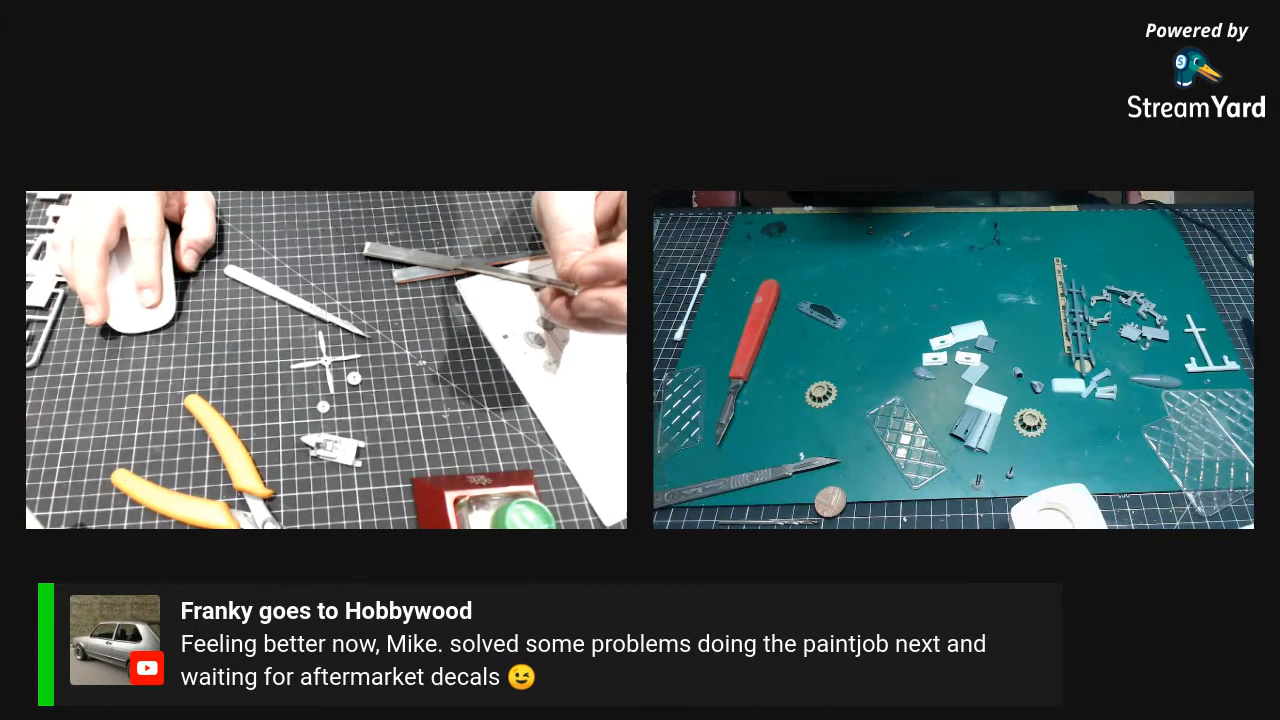 Powered by
StreamYard
Franky goes to Hobbywood
Feeling better now, Mike. solved some problems doing the paintjob next and
waiting for aftermarket decals 😉